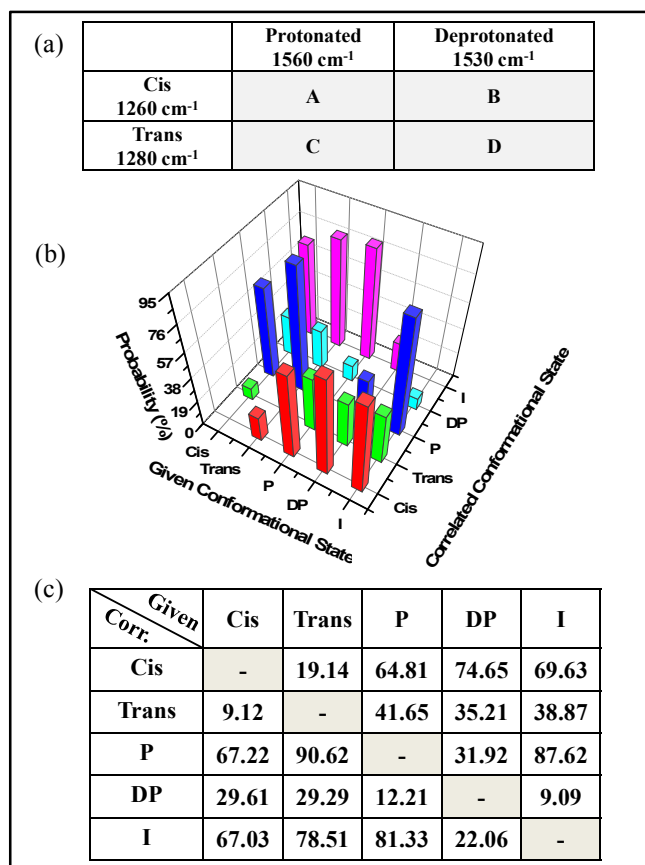 (a)
Protonated Deprotonated
1560 cm-1 1530 cm-1
Cis
1260 cm-1
A B
Trans
1280 cm-1
C D
(b)
95
76
57
38
19
0
Probability (%)
Cis
Trans
P
DP
I
Given Conformational State
I
DP
P
Trans
Cis
Correlated Conformational State
(c)
Given
Corr.
Cis Trans P DP I
Cis - 19.14 64.81 74.65 69.63
Trans 9.12 - 41.65 35.21 38.87
P 67.22 90.62 - 31.92 87.62
DP 29.61 29.29 12.21 - 9.09
I 67.03 78.51 81.33 22.06 -